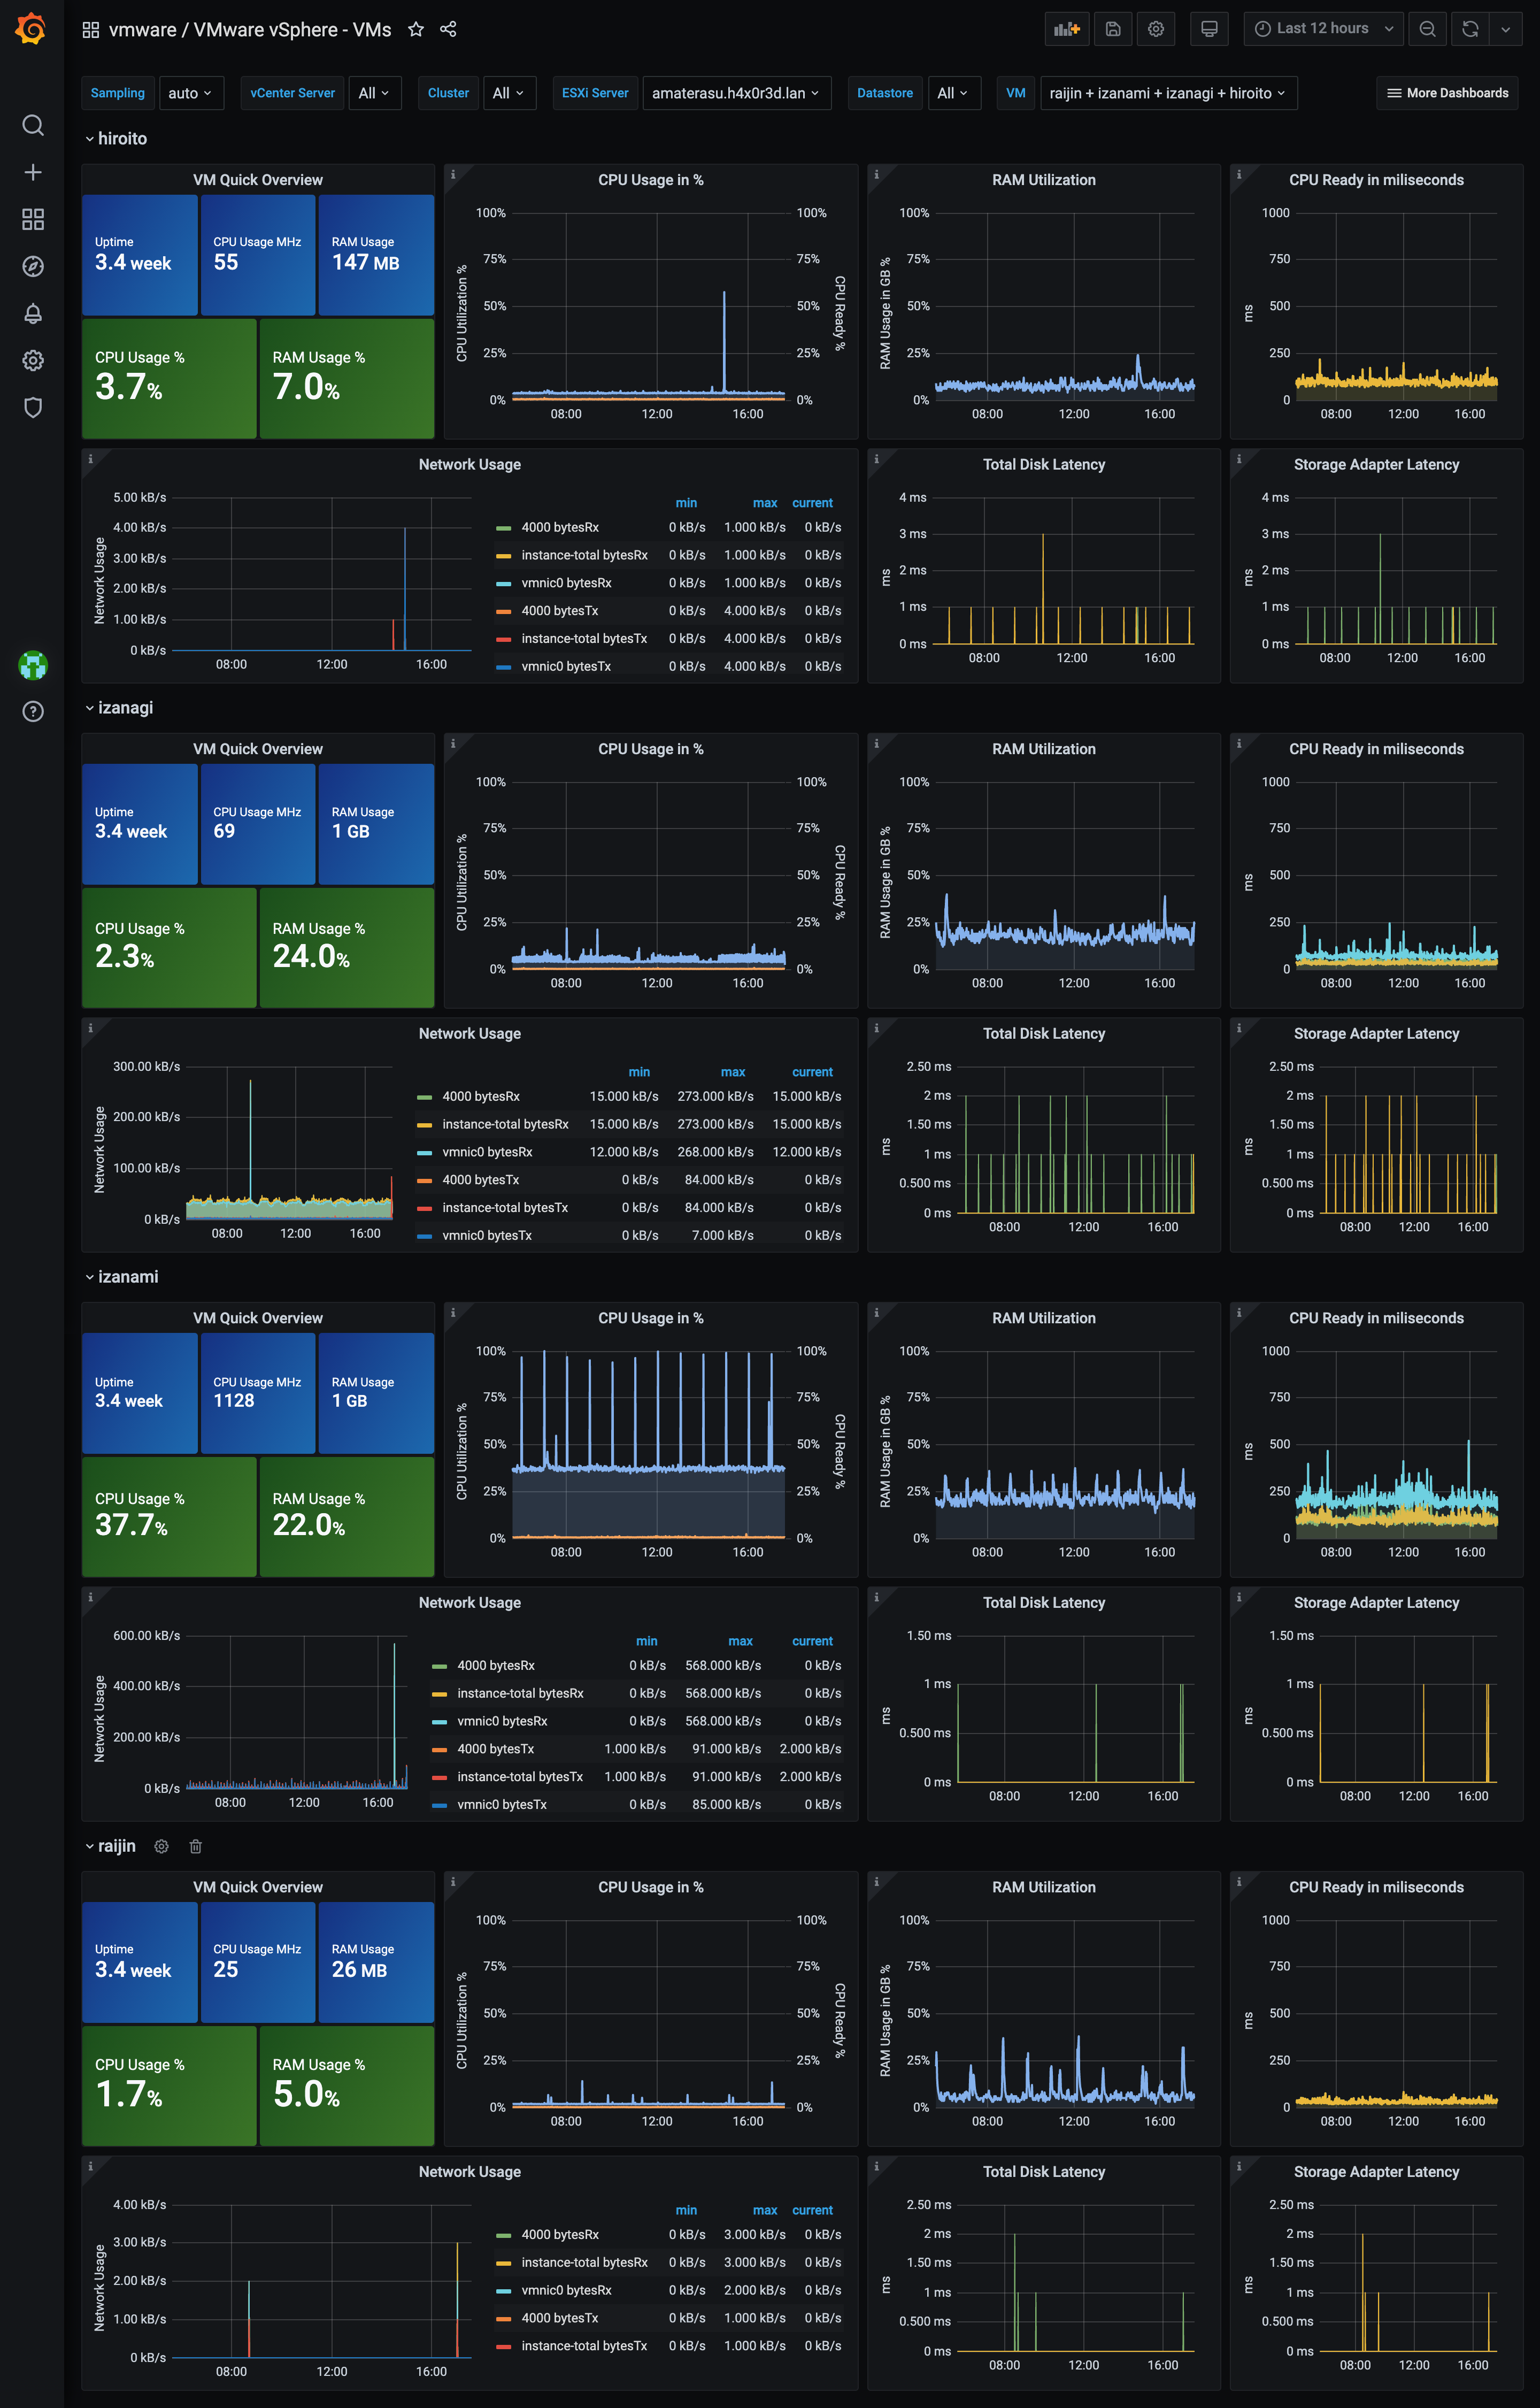 vmware / VMware vSphere - VMs
Last 12 hours
Sampling auto vCenter Server All Cluster All ESXi Server amaterasu.h4x0r3d.lan Datastore All VM raijin + izanami + izanagi + hiroito More Dashboards
hiroito
VM Quick Overview
Uptime
3.4 week
CPU Usage MHz
55
RAM Usage
147 MB
CPU Usage %
3.7%
RAM Usage %
7.0%
CPU Usage in %
CPU Utilization %
100%
75%
50%
25%
0%
100%
75%
50%
25%
0%
CPU Ready %
08:00 12:00 16:00
RAM Utilization
RAM Usage in GB %
100%
75%
50%
25%
0%
08:00 12:00 16:00
CPU Ready in miliseconds
ms
1000
750
500
250
0
08:00 12:00 16:00
Network Usage
Network Usage
5.00 kB/s
4.00 kB/s
3.00 kB/s
2.00 kB/s
1.00 kB/s
0 kB/s
08:00 12:00 16:00
min max current
4000 bytesRx 0 kB/s 1.000 kB/s 0 kB/s
instance-total bytesRx 0 kB/s 1.000 kB/s 0 kB/s
vmnic0 bytesRx 0 kB/s 1.000 kB/s 0 kB/s
4000 bytesTx 0 kB/s 4.000 kB/s 0 kB/s
instance-total bytesTx 0 kB/s 4.000 kB/s 0 kB/s
vmnic0 bytesTx 0 kB/s 4.000 kB/s 0 kB/s
Total Disk Latency
ms
4 ms
3 ms
2 ms
1 ms
0 ms
08:00 12:00 16:00
Storage Adapter Latency
ms
4 ms
3 ms
2 ms
1 ms
0 ms
08:00 12:00 16:00
izanagi
VM Quick Overview
Uptime
3.4 week
CPU Usage MHz
69
RAM Usage
1 GB
CPU Usage %
2.3%
RAM Usage %
24.0%
CPU Usage in %
CPU Utilization %
100%
75%
50%
25%
0%
100%
75%
50%
25%
0%
CPU Ready %
08:00 12:00 16:00
RAM Utilization
RAM Usage in GB %
100%
75%
50%
25%
0%
08:00 12:00 16:00
CPU Ready in miliseconds
ms
1000
750
500
250
0
08:00 12:00 16:00
Network Usage
Network Usage
300.00 kB/s
200.00 kB/s
100.00 kB/s
0 kB/s
08:00 12:00 16:00
min max current
4000 bytesRx 15.000 kB/s 273.000 kB/s 15.000 kB/s
instance-total bytesRx 15.000 kB/s 273.000 kB/s 15.000 kB/s
vmnic0 bytesRx 12.000 kB/s 268.000 kB/s 12.000 kB/s
4000 bytesTx 0 kB/s 84.000 kB/s 0 kB/s
instance-total bytesTx 0 kB/s 84.000 kB/s 0 kB/s
vmnic0 bytesTx 0 kB/s 7.000 kB/s 0 kB/s
Total Disk Latency
ms
2.50 ms
2 ms
1.50 ms
1 ms
0.500 ms
0 ms
08:00 12:00 16:00
Storage Adapter Latency
ms
2.50 ms
2 ms
1.50 ms
1 ms
0.500 ms
0 ms
08:00 12:00 16:00
izanami
VM Quick Overview
Uptime
3.4 week
CPU Usage MHz
1128
RAM Usage
1 GB
CPU Usage %
37.7%
RAM Usage %
22.0%
CPU Usage in %
CPU Utilization %
100%
75%
50%
25%
0%
100%
75%
50%
25%
0%
CPU Ready %
08:00 12:00 16:00
RAM Utilization
RAM Usage in GB %
100%
75%
50%
25%
0%
08:00 12:00 16:00
CPU Ready in miliseconds
ms
1000
750
500
250
0
08:00 12:00 16:00
Network Usage
Network Usage
600.00 kB/s
400.00 kB/s
200.00 kB/s
0 kB/s
08:00 12:00 16:00
min max current
4000 bytesRx 0 kB/s 568.000 kB/s 0 kB/s
instance-total bytesRx 0 kB/s 568.000 kB/s 0 kB/s
vmnic0 bytesRx 0 kB/s 568.000 kB/s 0 kB/s
4000 bytesTx 1.000 kB/s 91.000 kB/s 2.000 kB/s
instance-total bytesTx 1.000 kB/s 91.000 kB/s 2.000 kB/s
vmnic0 bytesTx 0 kB/s 85.000 kB/s 0 kB/s
Total Disk Latency
ms
1.50 ms
1 ms
0.500 ms
0 ms
08:00 12:00 16:00
Storage Adapter Latency
ms
1.50 ms
1 ms
0.500 ms
0 ms
08:00 12:00 16:00
raijin
VM Quick Overview
Uptime
3.4 week
CPU Usage MHz
25
RAM Usage
26 MB
CPU Usage %
1.7%
RAM Usage %
5.0%
CPU Usage in %
CPU Utilization %
100%
75%
50%
25%
0%
100%
75%
50%
25%
0%
CPU Ready %
08:00 12:00 16:00
RAM Utilization
RAM Usage in GB %
100%
75%
50%
25%
0%
08:00 12:00 16:00
CPU Ready in miliseconds
ms
1000
750
500
250
0
08:00 12:00 16:00
Network Usage
Network Usage
4.00 kB/s
3.00 kB/s
2.00 kB/s
1.00 kB/s
0 kB/s
08:00 12:00 16:00
min max current
4000 bytesRx 0 kB/s 3.000 kB/s 0 kB/s
instance-total bytesRx 0 kB/s 3.000 kB/s 0 kB/s
vmnic0 bytesRx 0 kB/s 2.000 kB/s 0 kB/s
4000 bytesTx 0 kB/s 1.000 kB/s 0 kB/s
instance-total bytesTx 0 kB/s 1.000 kB/s 0 kB/s
Total Disk Latency
ms
2.50 ms
2 ms
1.50 ms
1 ms
0.500 ms
0 ms
08:00 12:00 16:00
Storage Adapter Latency
ms
2.50 ms
2 ms
1.50 ms
1 ms
0.500 ms
0 ms
08:00 12:00 16:00